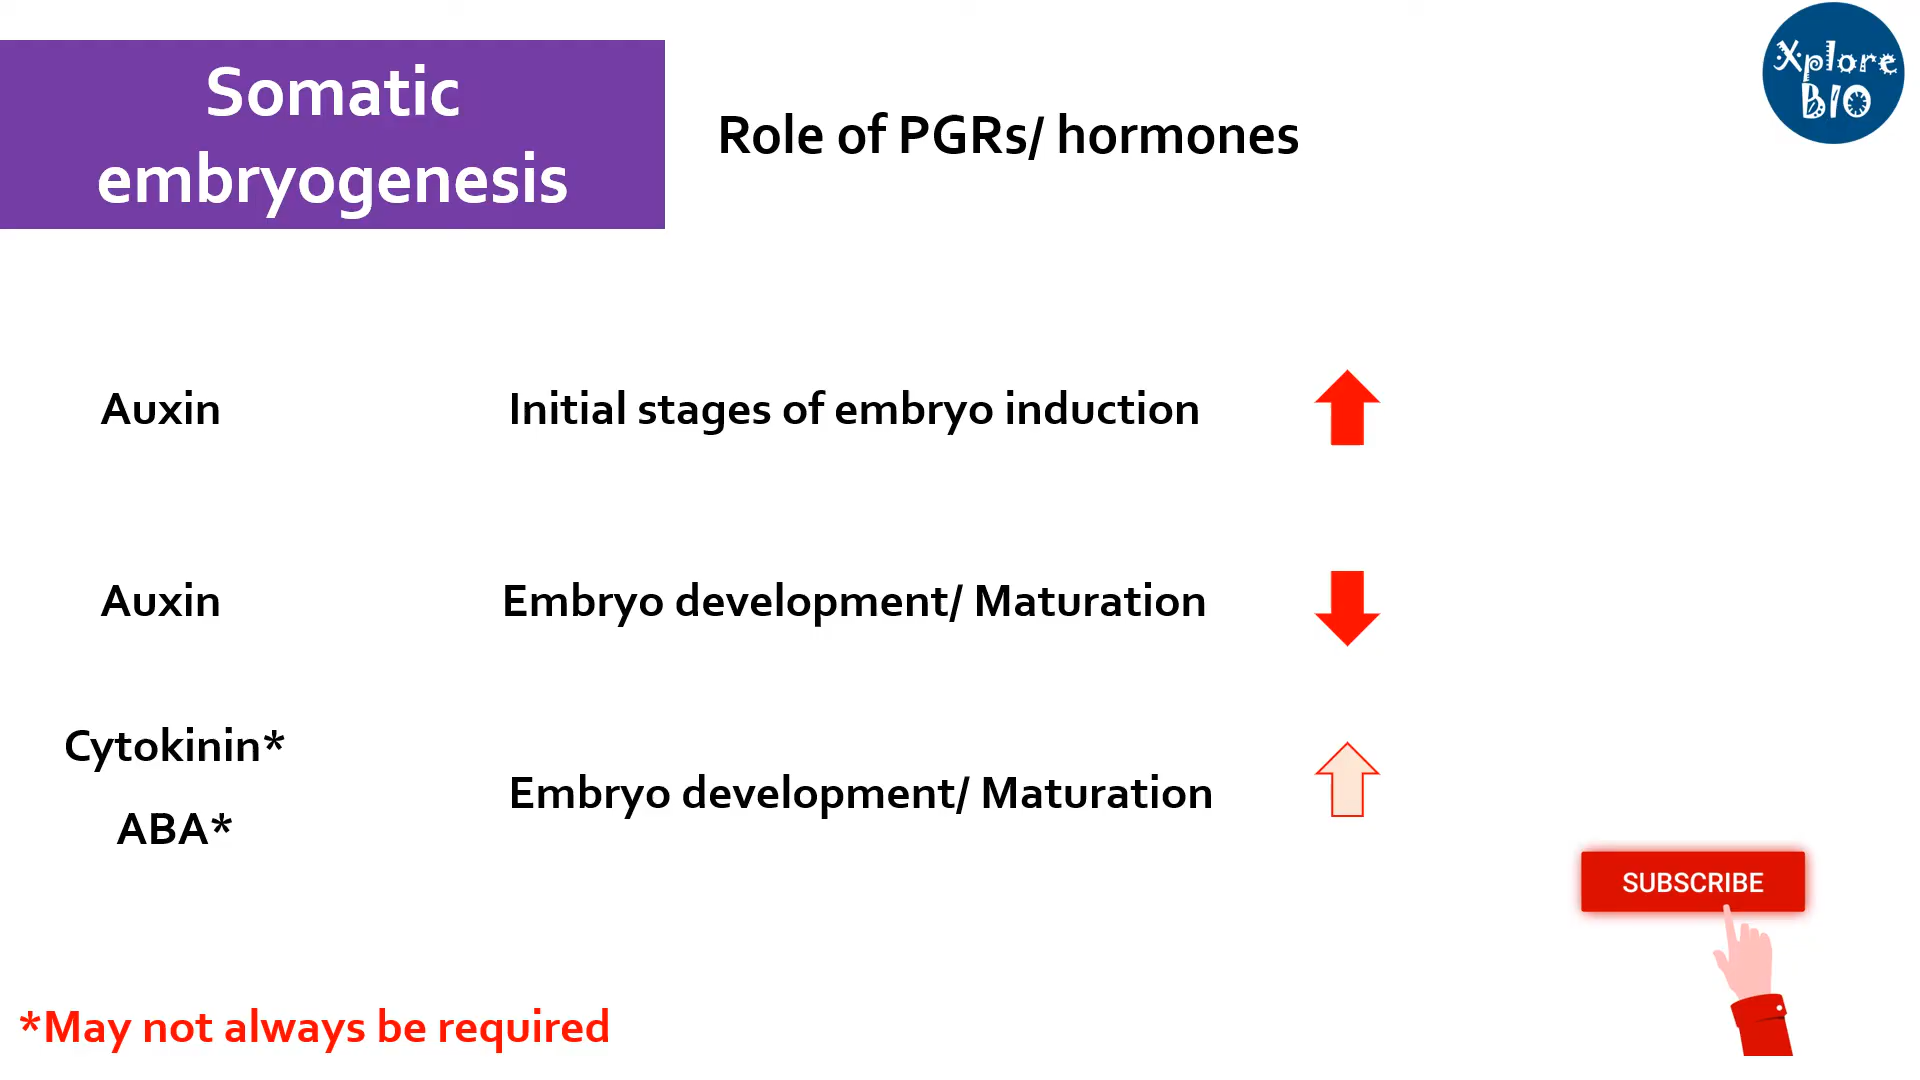 Somatic
embryogenesis
Role of PGRs/ hormones
Xplore
BIO
Auxin
Initial stages of embryo induction
Auxin
Embryo development/ Maturation
Cytokinin*
ABA*
Embryo development/ Maturation
SUBSCRIBE
*May not always be required